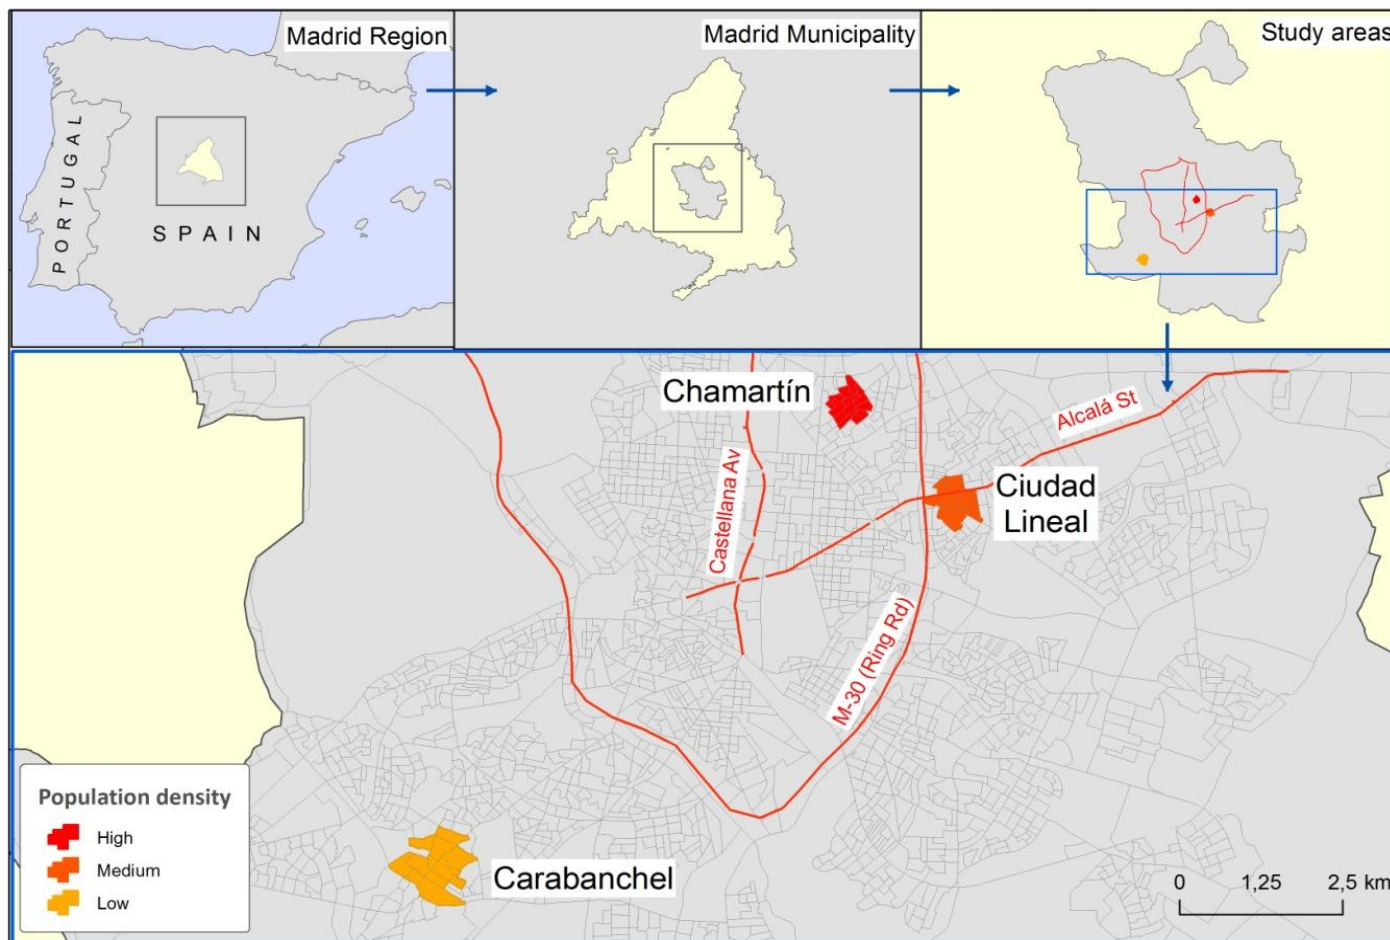 Madrid Region
Madrid Municipality
Study areas
PORTUGAL
SPAIN
Chamartín
Alcalá St
Castellana Av
Ciudad
Lineal
M-30 (Ring Rd)
Population density
High
Medium
Low
Carabanchel
0 1,25 2,5 km